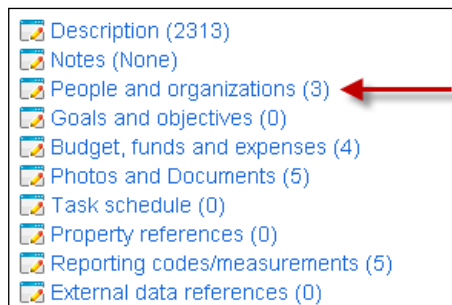 Description (2313)
Notes (None)
People and organizations (3)
Goals and objectives (0)
Budget, funds and expenses (4)
Photos and Documents (5)
Task schedule (0)
Property references (0)
Reporting codes/measurements (5)
External data references (0)